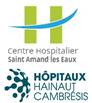 Centre Hospitalier
Saint Amand les Eaux
HÔPITAUX
HAINAUT
CAMBRÉSIS